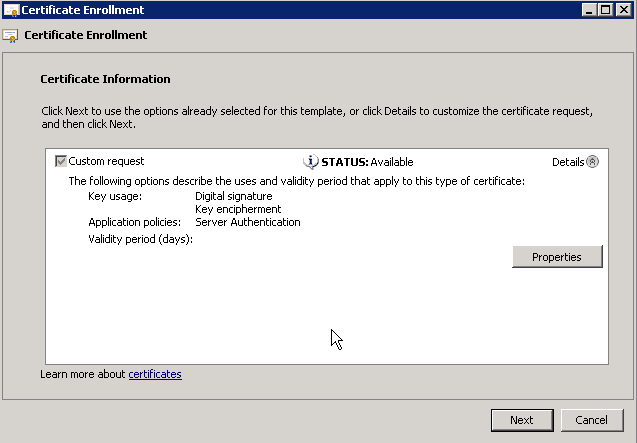 Certificate Enrollment
Certificate Enrollment
Certificate Information
Click Next to use the options already selected for this template, or click Details to customize the certificate request,
and then click Next.
Custom request STATUS: Available Details
The following options describe the uses and validity period that apply to this type of certificate:
Key usage: Digital signature
Key encipherment
Application policies: Server Authentication
Validity period (days):
Properties
Learn more about certificates
Next Cancel